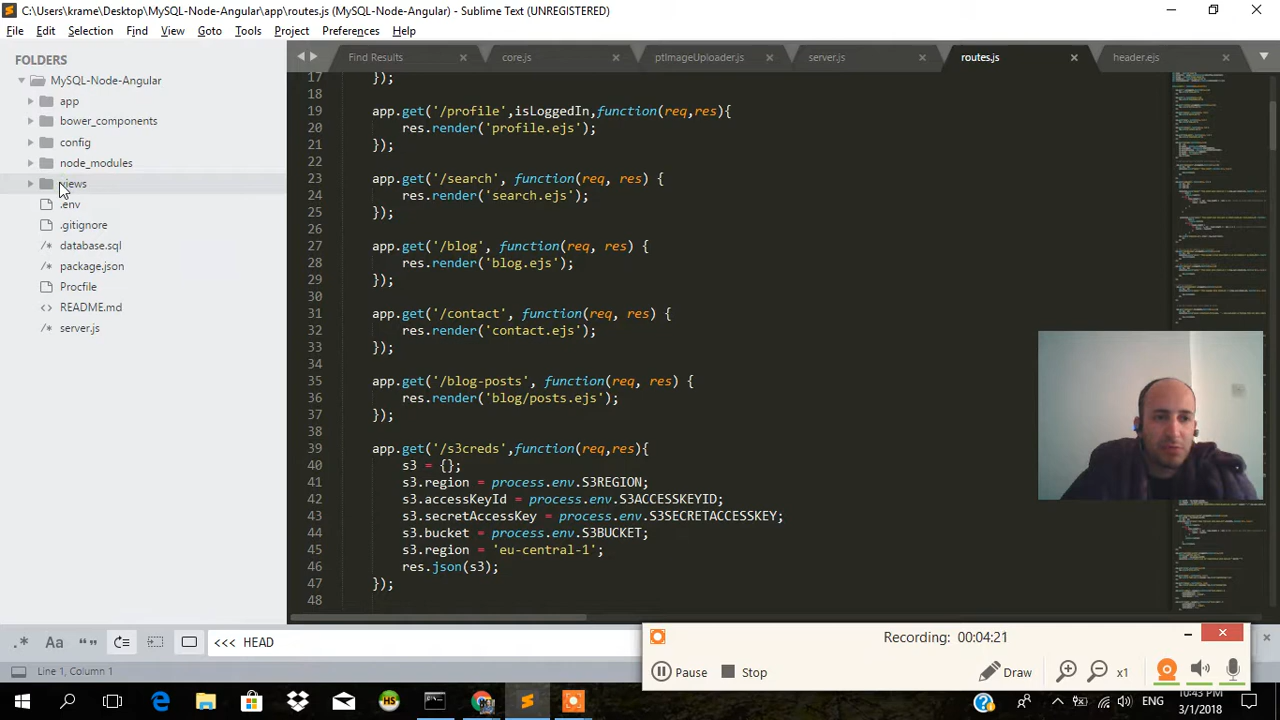 C:\Users\krame\Desktop\MySQL-Node-Angular\app\routes.js (MySQL-Node-Angular) - Sublime Text (UNREGISTERED)
File Edit Selection Find View Goto Tools Project Preferences Help
FOLDERS
MySQL-Node-Angular
app
bower_components
config
node_modules
.env
.gitignore
database.sql
package.json
Procfile
README.md
server.js
Find Results core.js ptImageUploader.js server.js routes.js header.ejs
17 });
18
19 app.get('/profile' isLoggedIn,function(req,res){
20 res.render('profile.ejs');
21 });
22
23 app.get('/search', function(req, res) {
24 res.render('search.ejs');
25 });
26
27 app.get('/blog', function(req, res) {
28 res.render('blog.ejs');
29 });
30
31 app.get('/contact', function(req, res) {
32 res.render('contact.ejs');
33 });
34
35 app.get('/blog-posts', function(req, res) {
36 res.render('blog/posts.ejs');
37 });
38
39 app.get('/s3creds',function(req,res){
40 s3 = {};
41 s3.region = process.env.S3REGION;
42 s3.accessKeyId = process.env.S3ACCESSKEYID;
43 s3.secretAccessKey = process.env.S3SECRETACCESSKEY;
44 s3.bucket = process.env.S3BUCKET;
45 s3.region = 'eu-central-1';
46 res.json(s3);
47 });
48
.* Aa “” <<< HEAD
Line 1, Column 1
Recording: 00:04:21
Pause Stop Draw x1
ENG
10:43 PM
3/1/2018